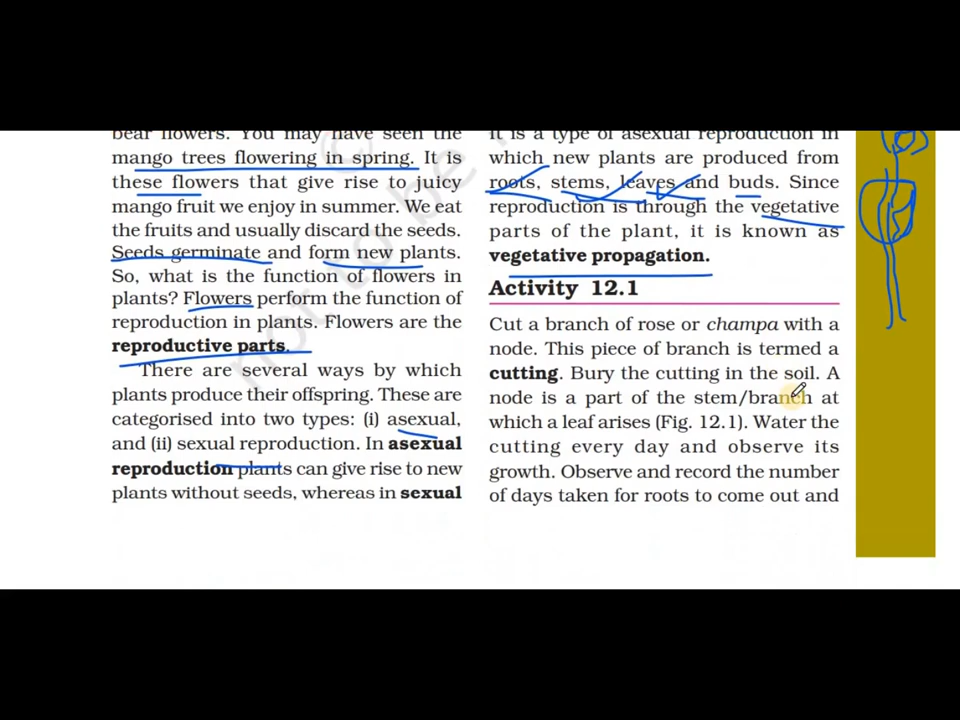 bear flowers. You may have seen the
mango trees flowering in spring. It is
these flowers that give rise to juicy
mango fruit we enjoy in summer. We eat
the fruits and usually discard the seeds.
Seeds germinate and form new plants.
So, what is the function of flowers in
plants? Flowers perform the function of
reproduction in plants. Flowers are the
reproductive parts.
There are several ways by which
plants produce their offspring. These are
categorised into two types: (i) asexual,
and (ii) sexual reproduction. In asexual
reproduction plants can give rise to new
plants without seeds, whereas in sexual
It is a type of asexual reproduction in
which new plants are produced from
roots, stems, leaves and buds. Since
reproduction is through the vegetative
parts of the plant, it is known as
vegetative propagation.
Activity 12.1
Cut a branch of rose or champa with a
node. This piece of branch is termed a
cutting. Bury the cutting in the soil. A
node is a part of the stem/branch at
which a leaf arises (Fig. 12.1). Water the
cutting every day and observe its
growth. Observe and record the number
of days taken for roots to come out and
©
not to be